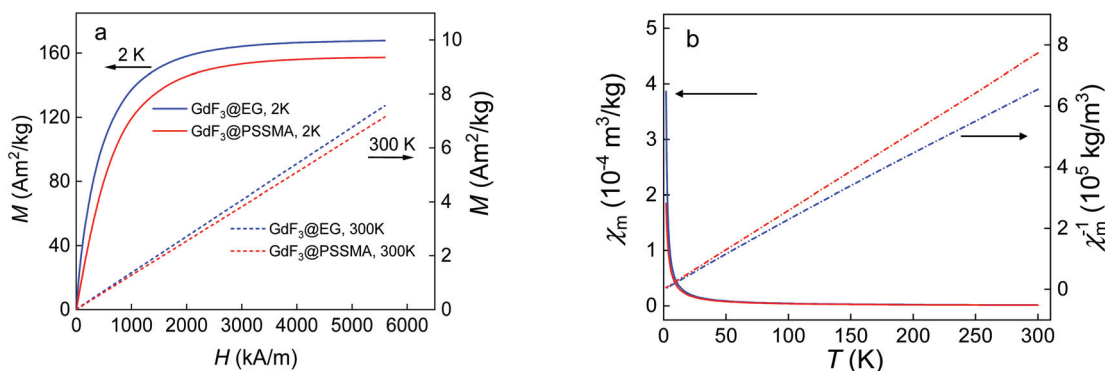 a
2 K
GdF3@EG, 2K
GdF3@PSSMA, 2K
300 K
GdF3@EG, 300K
GdF3@PSSMA, 300K
160
120
80
40
0
M (Am²/kg)
10
8
6
4
2
0
M (Am²/kg)
0 1000 2000 3000 4000 5000 6000
H (kA/m)
b
5
4
3
2
1
0
χm (10⁻⁴ m³/kg)
8
6
4
2
0
χm⁻¹ (10⁵ kg/m³)
0 50 100 150 200 250 300
T (K)